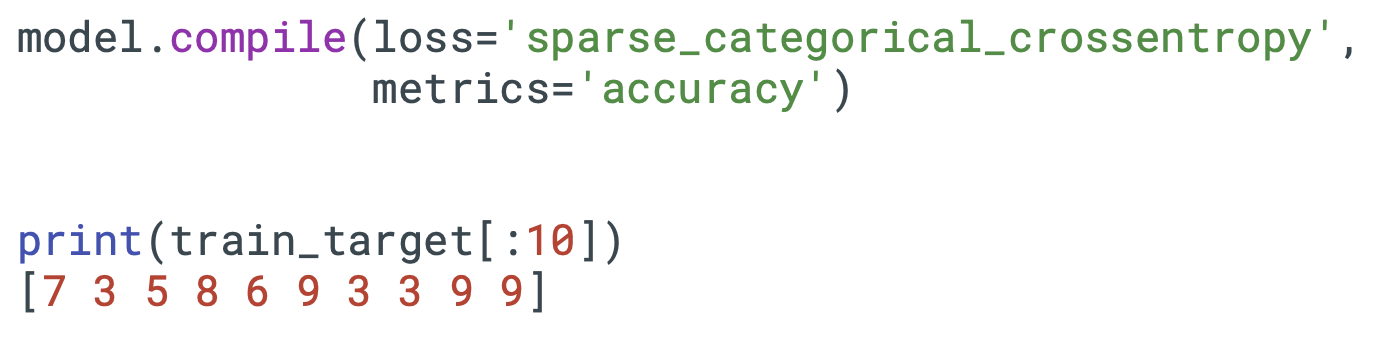 model.compile(loss='sparse_categorical_crossentropy',
metrics='accuracy')
print(train_target[:10])
[7 3 5 8 6 9 3 3 9 9]